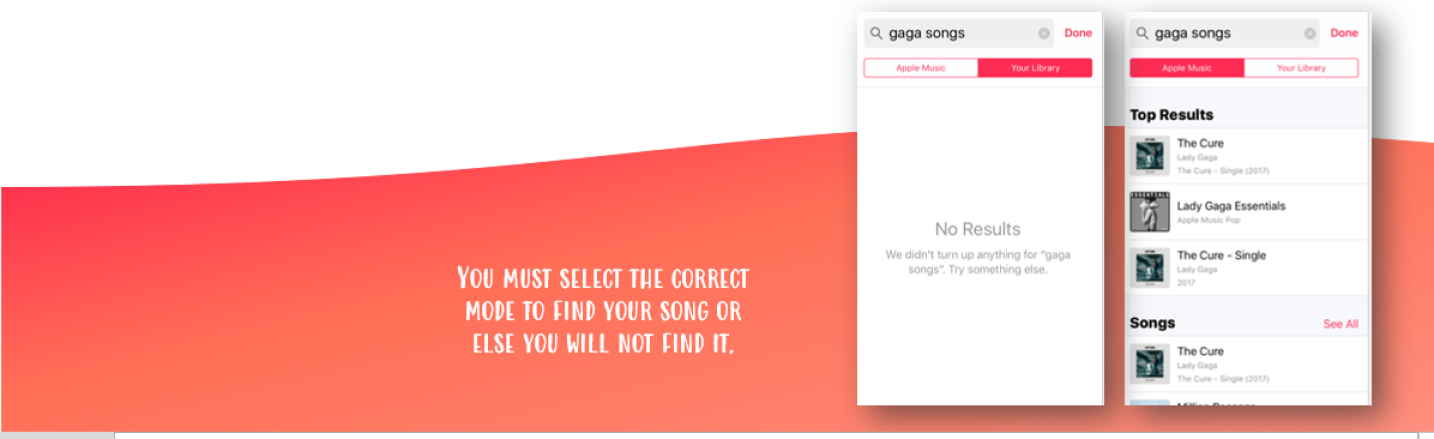 YOU MUST SELECT THE CORRECT
MODE TO FIND YOUR SONG OR
ELSE YOU WILL NOT FIND IT.
gaga songs
Done
Apple Music
Your Library
No Results
We didn't turn up anything for "gaga
songs". Try something else.
gaga songs
Done
Apple Music
Your Library
Top Results
The Cure
Lady Gaga
The Cure - Single (2017)
ESSENTIALS
Lady Gaga Essentials
Apple Music Pop
The Cure - Single
Lady Gaga
2017
Songs
See All
The Cure
Lady Gaga
The Cure - Single (2017)